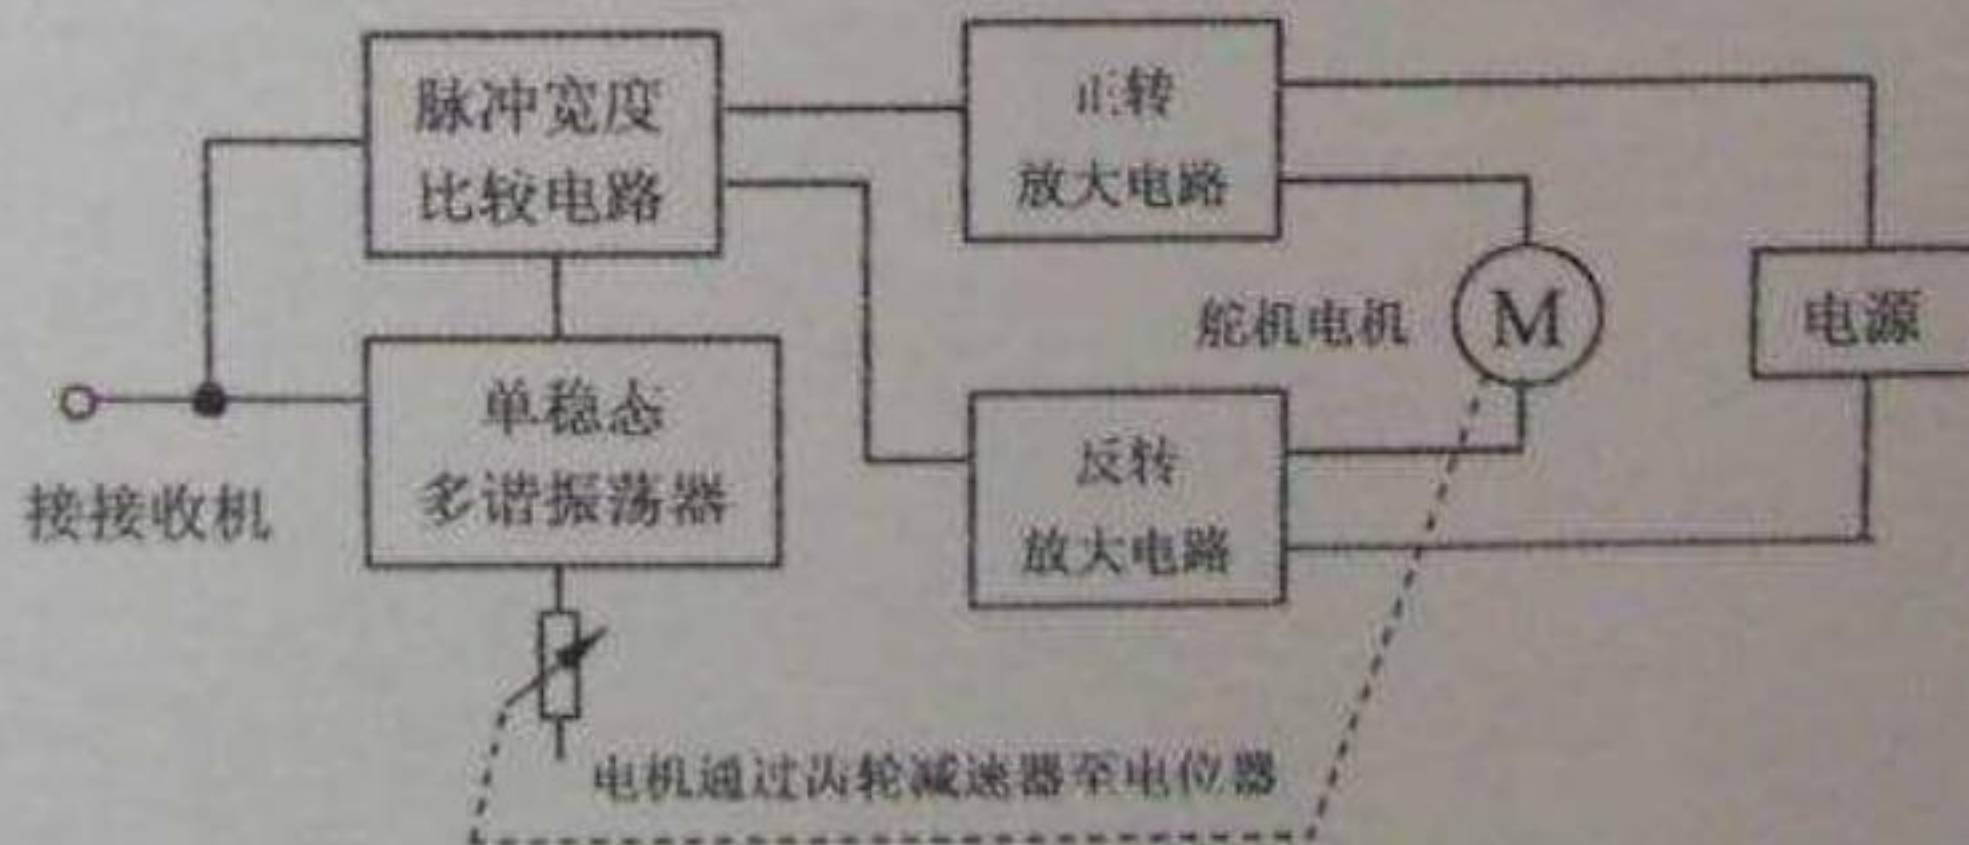 脉冲宽度
比较电路
正转
放大电路
舵机电机
M
电源
单稳态
多谐振荡器
接接收机
反转
放大电路
电机通过齿轮减速器至电位器